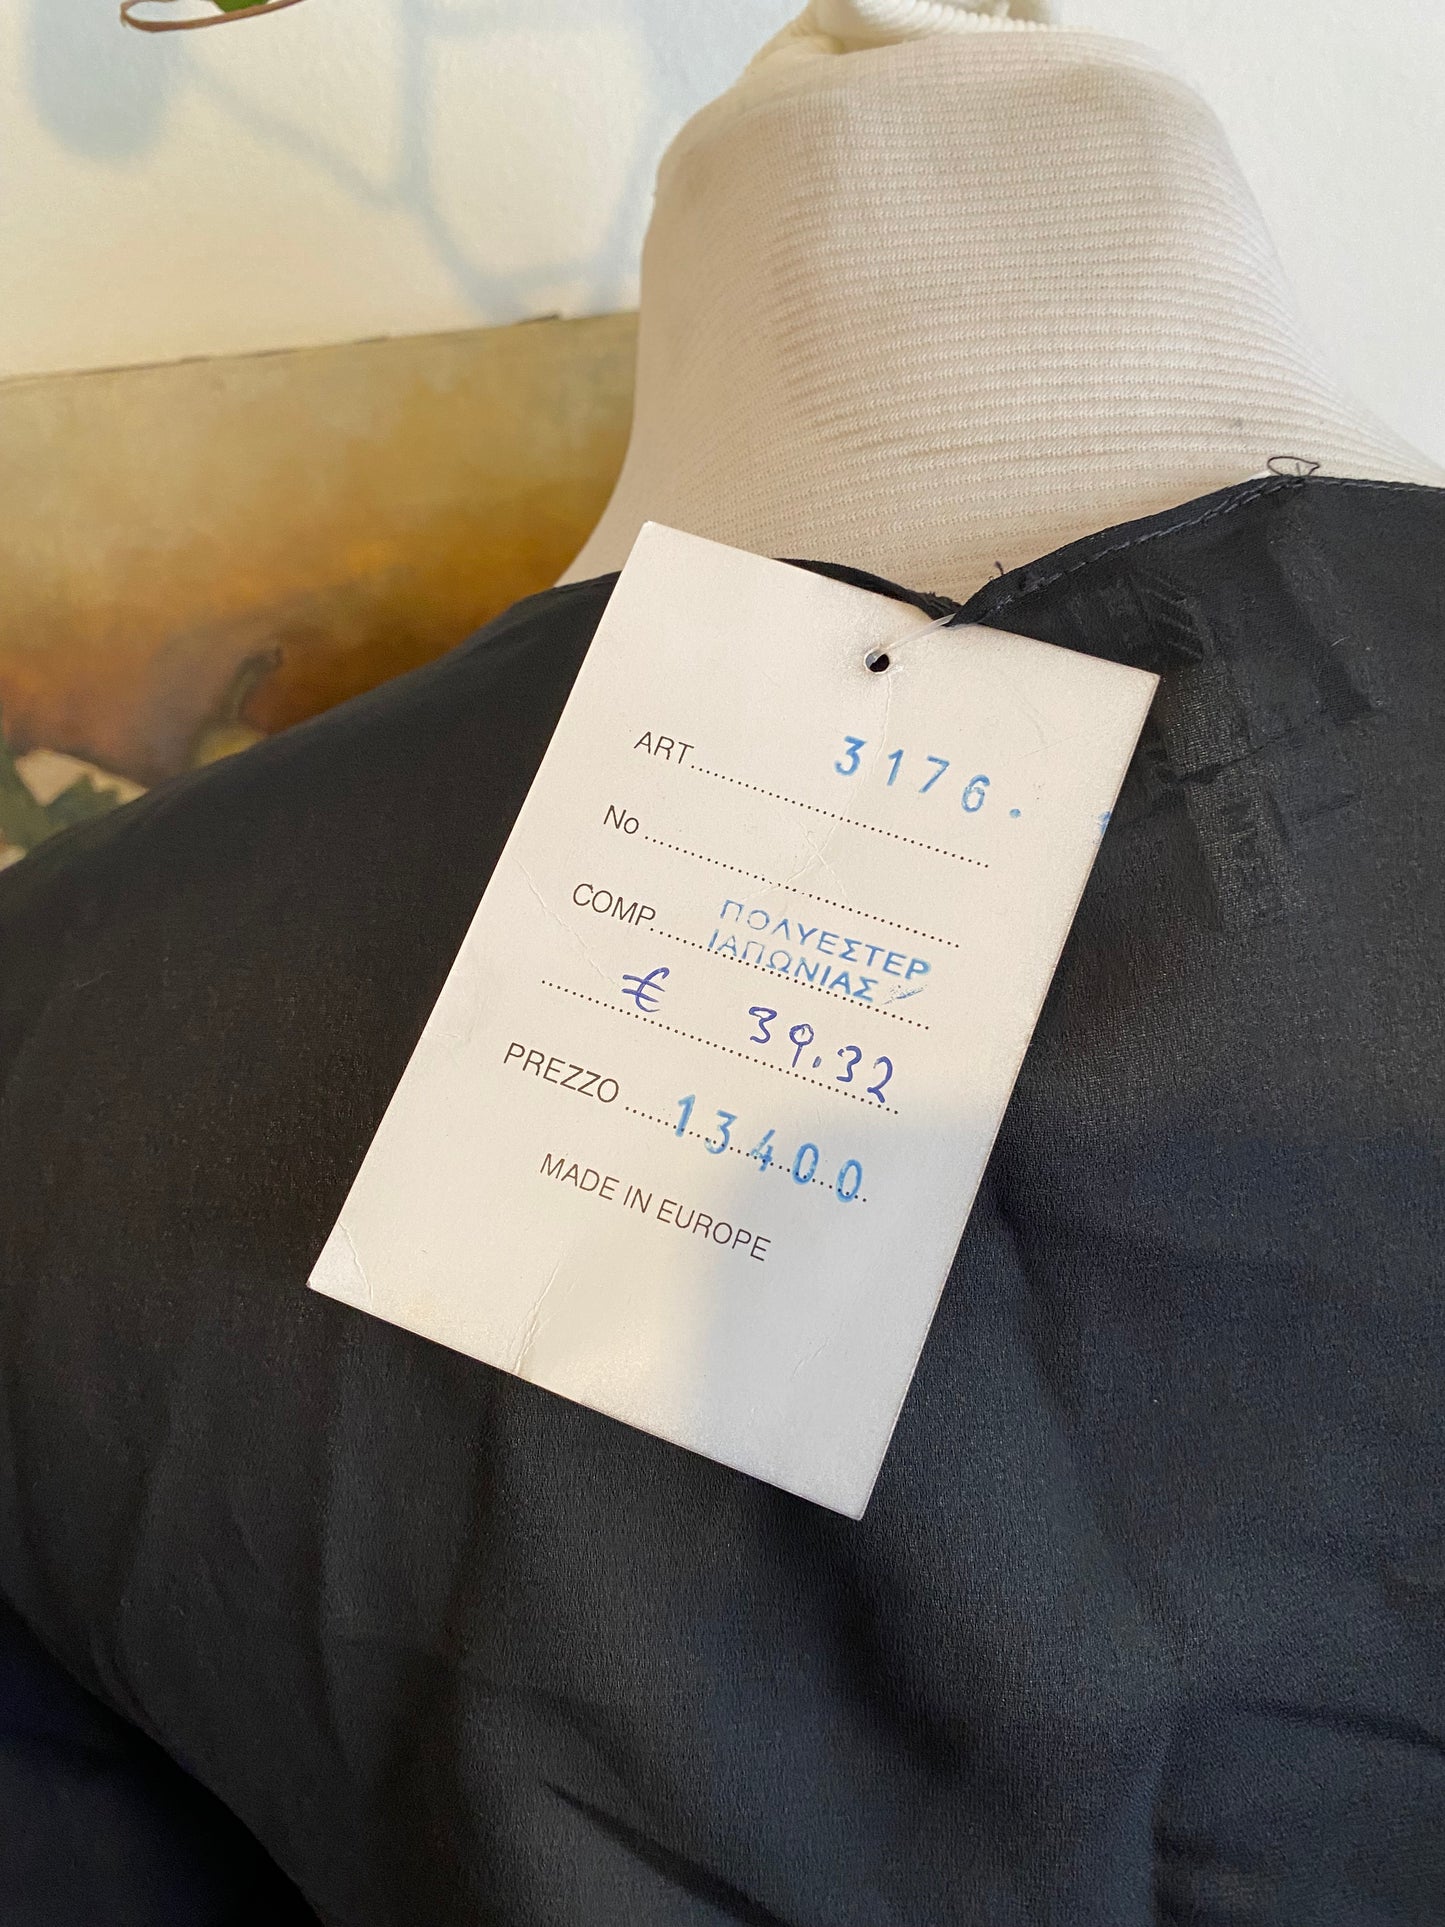 ART.......... 3176.
No..........
COMP.......... ΠΟΛΥΕΣΤΕΡ
ΙΑΠΩΝΙΑΣ
€ 39.32
PREZZO .......... 13400
MADE IN EUROPE